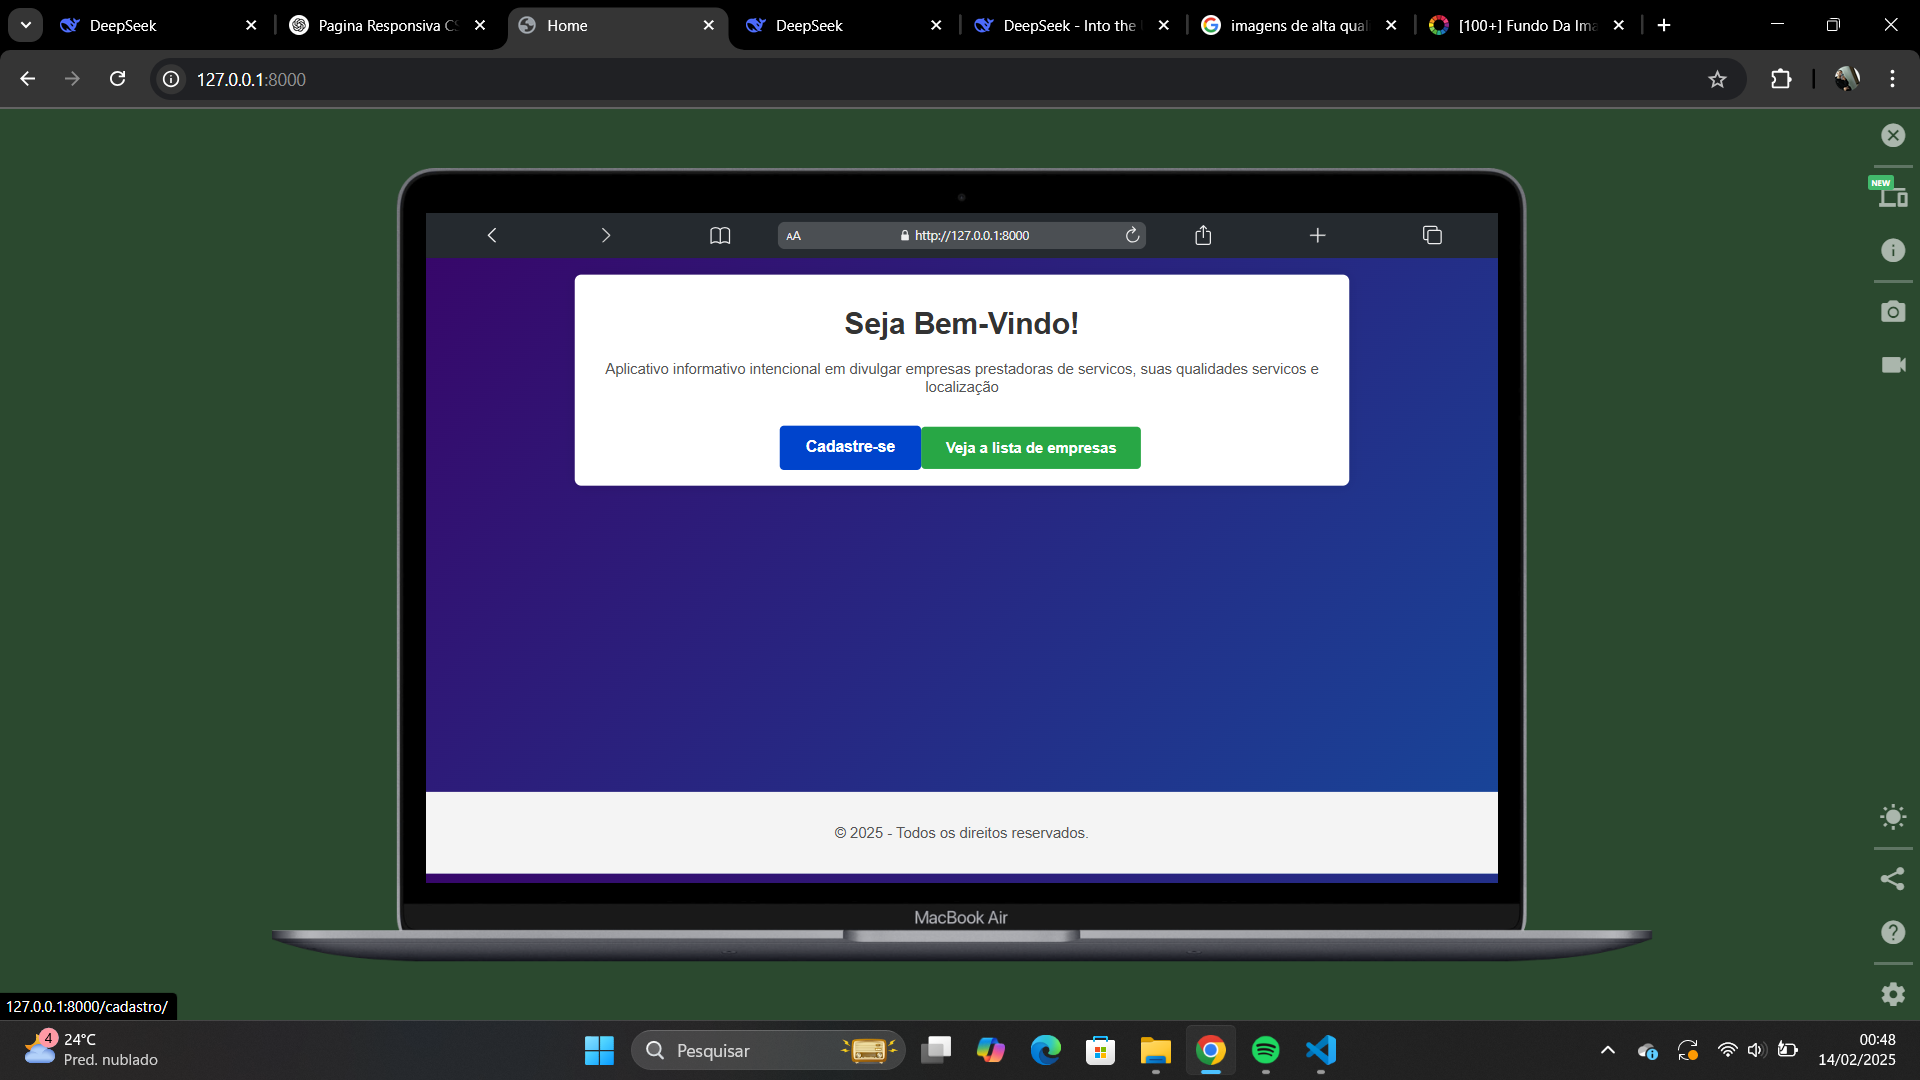 DeepSeek
Pagina Responsiva CS
Home
DeepSeek
DeepSeek - Into the
imagens de alta qual
[100+] Fundo Da Ima
127.0.0.1:8000
NEW
AA
http://127.0.0.1:8000
Seja Bem-Vindo!
Aplicativo informativo intencional em divulgar empresas prestadoras de servicos, suas qualidades servicos e
localização
Cadastre-se
Veja a lista de empresas
© 2025 - Todos os direitos reservados.
MacBook Air
127.0.0.1:8000/cadastro/
4
24°C
Pred. nublado
Pesquisar
00:48
14/02/2025